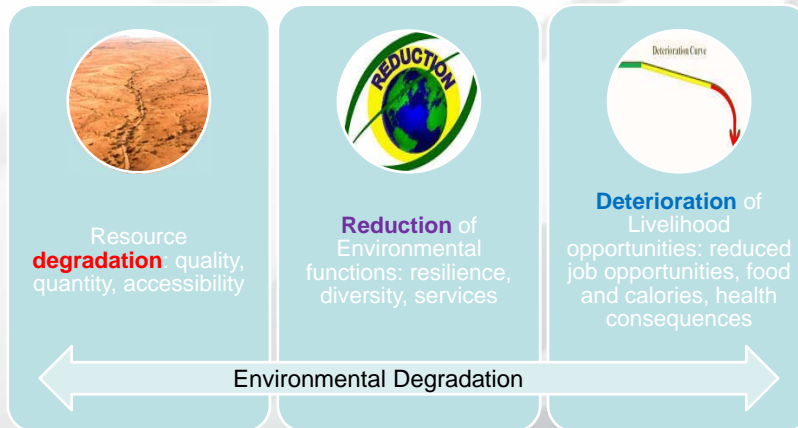 REDUCTION
Deterioration Curve
Resource
degradation: quality,
quantity, accessibility
Reduction of
Environmental
functions: resilience,
diversity, services
Deterioration of
Livelihood
opportunities: reduced
job opportunities, food
and calories, health
consequences
Environmental Degradation